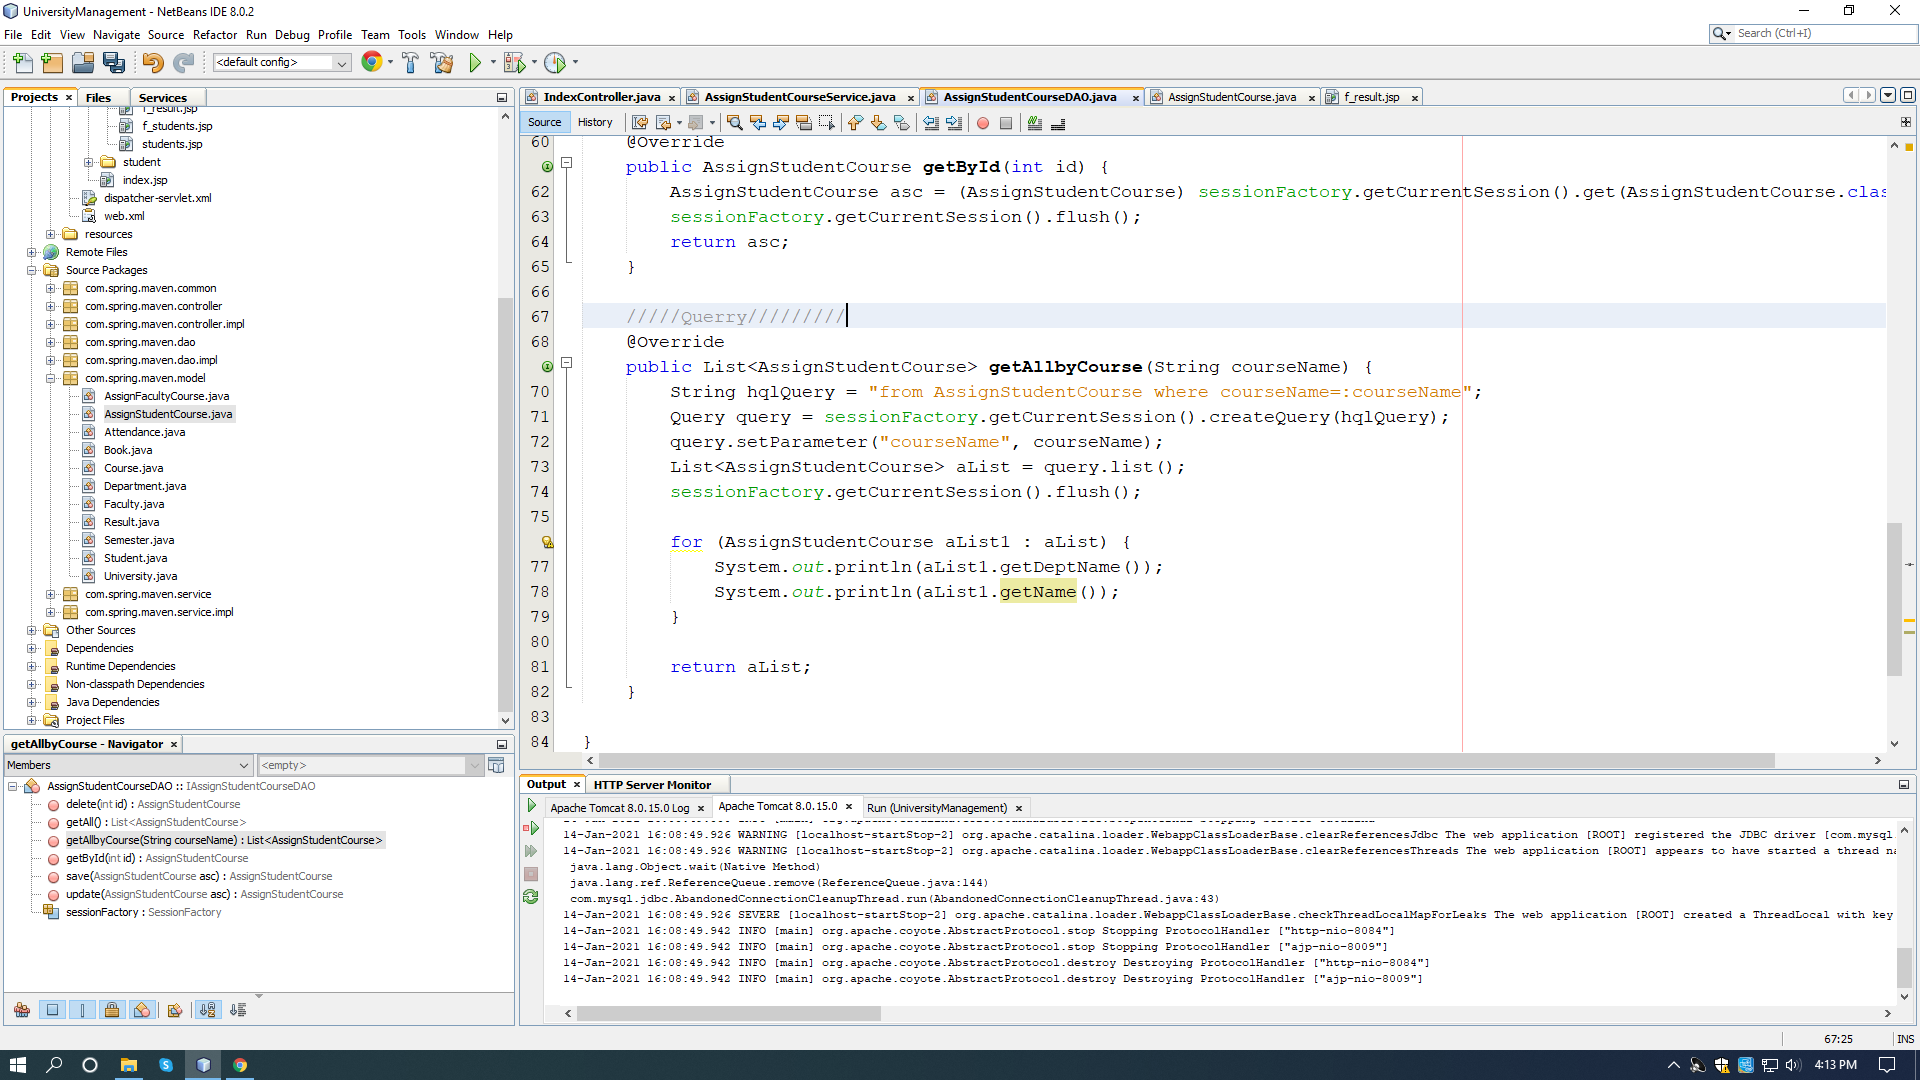 UniversityManagement - NetBeans IDE 8.0.2
File Edit View Navigate Source Refactor Run Debug Profile Team Tools Window Help
Search (Ctrl+I)
<default config>
Projects
Files
Services
f_result.jsp
f_students.jsp
students.jsp
student
index.jsp
dispatcher-servlet.xml
web.xml
resources
Remote Files
Source Packages
com.spring.maven.common
com.spring.maven.controller
com.spring.maven.controller.impl
com.spring.maven.dao
com.spring.maven.dao.impl
com.spring.maven.model
AssignFacultyCourse.java
AssignStudentCourse.java
Attendance.java
Book.java
Course.java
Department.java
Faculty.java
Result.java
Semester.java
Student.java
University.java
com.spring.maven.service
com.spring.maven.service.impl
Other Sources
Dependencies
Runtime Dependencies
Non-classpath Dependencies
Java Dependencies
Project Files
getAllbyCourse - Navigator
Members
<empty>
AssignStudentCourseDAO :: IAssignStudentCourseDAO
delete(int id) : AssignStudentCourse
getAll() : List<AssignStudentCourse>
getAllbyCourse(String courseName) : List<AssignStudentCourse>
getById(int id) : AssignStudentCourse
save(AssignStudentCourse asc) : AssignStudentCourse
update(AssignStudentCourse asc) : AssignStudentCourse
sessionFactory : SessionFactory
IndexController.java
AssignStudentCourseService.java
AssignStudentCourseDAO.java
AssignStudentCourse.java
f_result.jsp
Source
History
60 @Override
public AssignStudentCourse getById(int id) {
62 AssignStudentCourse asc = (AssignStudentCourse) sessionFactory.getCurrentSession().get(AssignStudentCourse.clas
63 sessionFactory.getCurrentSession().flush();
64 return asc;
65 }
66
67 /////Querry/////////
68 @Override
public List<AssignStudentCourse> getAllbyCourse(String courseName) {
70 String hqlQuery = "from AssignStudentCourse where courseName=:courseName";
71 Query query = sessionFactory.getCurrentSession().createQuery(hqlQuery);
72 query.setParameter("courseName", courseName);
73 List<AssignStudentCourse> aList = query.list();
74 sessionFactory.getCurrentSession().flush();
75
for (AssignStudentCourse aList1 : aList) {
77 System.out.println(aList1.getDeptName());
78 System.out.println(aList1.getName());
79 }
80
81 return aList;
82 }
83
84 }
Output
HTTP Server Monitor
Apache Tomcat 8.0.15.0 Log
Apache Tomcat 8.0.15.0
Run (UniversityManagement)
14-Jan-2021 16:08:49.926 WARNING [localhost-startStop-2] org.apache.catalina.loader.WebappClassLoaderBase.clearReferencesJdbc The web application [ROOT] registered the JDBC driver [com.mysql
14-Jan-2021 16:08:49.926 WARNING [localhost-startStop-2] org.apache.catalina.loader.WebappClassLoaderBase.clearReferencesThreads The web application [ROOT] appears to have started a thread na
java.lang.Object.wait(Native Method)
java.lang.ref.ReferenceQueue.remove(ReferenceQueue.java:144)
com.mysql.jdbc.AbandonedConnectionCleanupThread.run(AbandonedConnectionCleanupThread.java:43)
14-Jan-2021 16:08:49.926 SEVERE [localhost-startStop-2] org.apache.catalina.loader.WebappClassLoaderBase.checkThreadLocalMapForLeaks The web application [ROOT] created a ThreadLocal with key
14-Jan-2021 16:08:49.942 INFO [main] org.apache.coyote.AbstractProtocol.stop Stopping ProtocolHandler ["http-nio-8084"]
14-Jan-2021 16:08:49.942 INFO [main] org.apache.coyote.AbstractProtocol.stop Stopping ProtocolHandler ["ajp-nio-8009"]
14-Jan-2021 16:08:49.942 INFO [main] org.apache.coyote.AbstractProtocol.destroy Destroying ProtocolHandler ["http-nio-8084"]
14-Jan-2021 16:08:49.942 INFO [main] org.apache.coyote.AbstractProtocol.destroy Destroying ProtocolHandler ["ajp-nio-8009"]
67:25
INS
4:13 PM